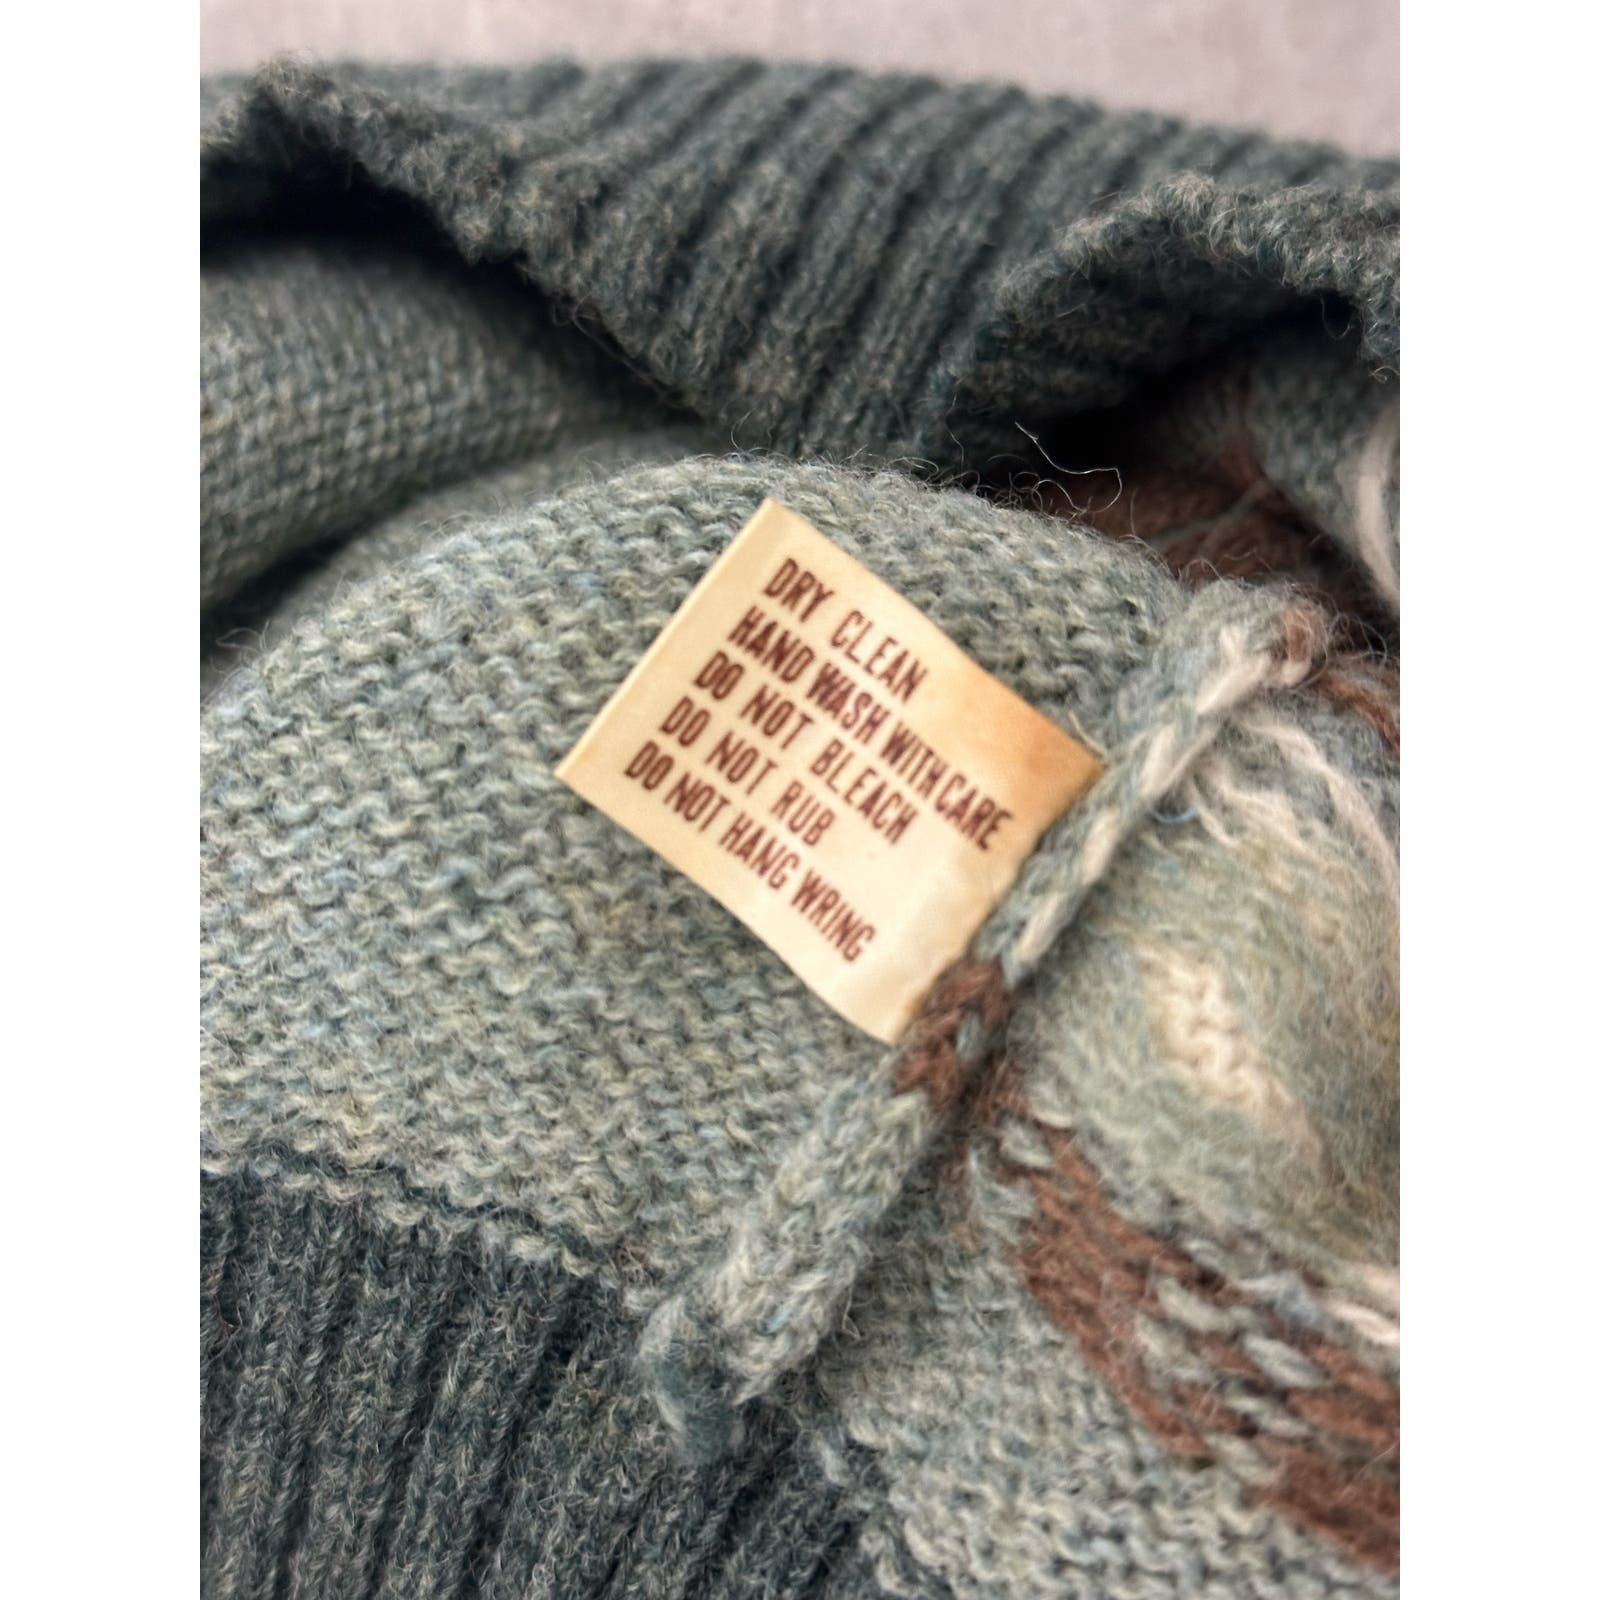 DRY CLEAN
HAND WASH WITH CARE
DO NOT BLEACH
DO NOT RUB
DO NOT HANG WRING